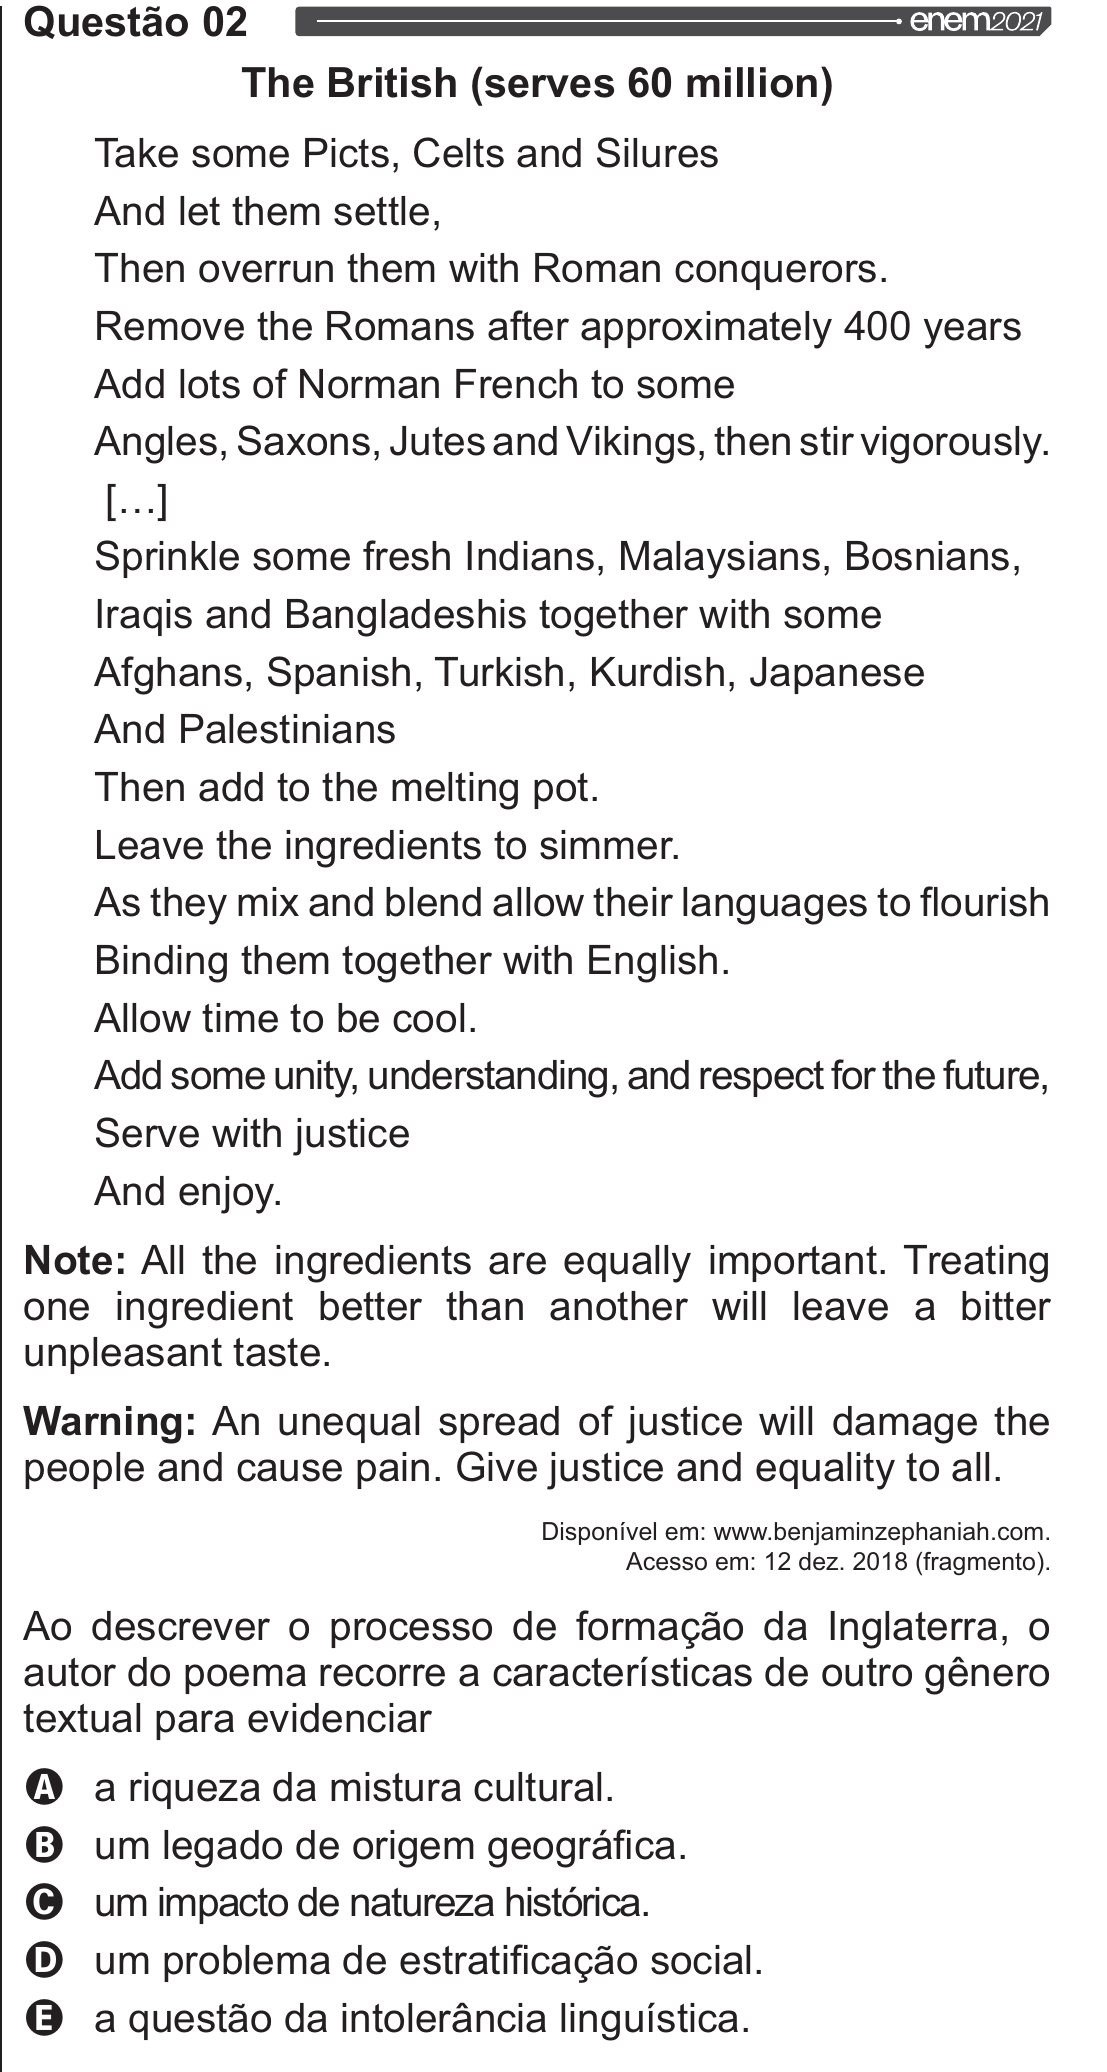 Questão 02
enem2021
The British (serves 60 million)
Take some Picts, Celts and Silures
And let them settle,
Then overrun them with Roman conquerors.
Remove the Romans after approximately 400 years
Add lots of Norman French to some
Angles, Saxons, Jutes and Vikings, then stir vigorously.
[…]
Sprinkle some fresh Indians, Malaysians, Bosnians,
Iraqis and Bangladeshis together with some
Afghans, Spanish, Turkish, Kurdish, Japanese
And Palestinians
Then add to the melting pot.
Leave the ingredients to simmer.
As they mix and blend allow their languages to flourish
Binding them together with English.
Allow time to be cool.
Add some unity, understanding, and respect for the future,
Serve with justice
And enjoy.
Note: All the ingredients are equally important. Treating
one ingredient better than another will leave a bitter
unpleasant taste.
Warning: An unequal spread of justice will damage the
people and cause pain. Give justice and equality to all.
Disponível em: www.benjaminzephaniah.com.
Acesso em: 12 dez. 2018 (fragmento).
Ao descrever o processo de formação da Inglaterra, o
autor do poema recorre a características de outro gênero
textual para evidenciar
A a riqueza da mistura cultural.
B um legado de origem geográfica.
C um impacto de natureza histórica.
D um problema de estratificação social.
E a questão da intolerância linguística.